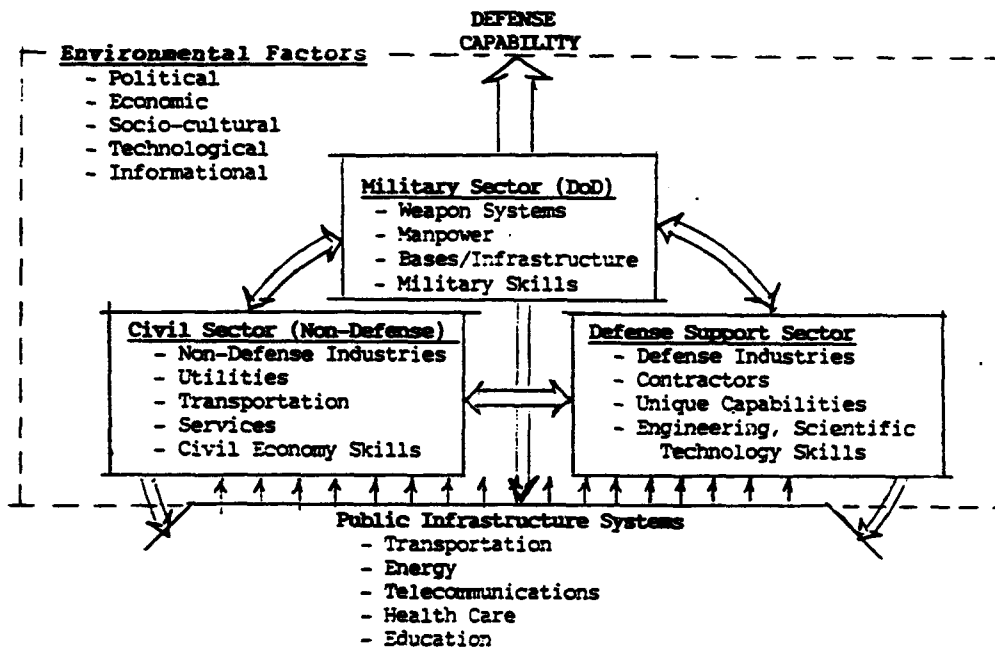 DEFENSE
CAPABILITY
Environmental Factors
- Political
- Economic
- Socio-cultural
- Technological
- Informational
Military Sector (DoD)
- Weapon Systems
- Manpower
- Bases/Infrastructure
- Military Skills
Civil Sector (Non-Defense)
- Non-Defense Industries
- Utilities
- Transportation
- Services
- Civil Economy Skills
Defense Support Sector
- Defense Industries
- Contractors
- Unique Capabilities
- Engineering, Scientific
Technology Skills
Public Infrastructure Systems
- Transportation
- Energy
- Telecommunications
- Health Care
- Education